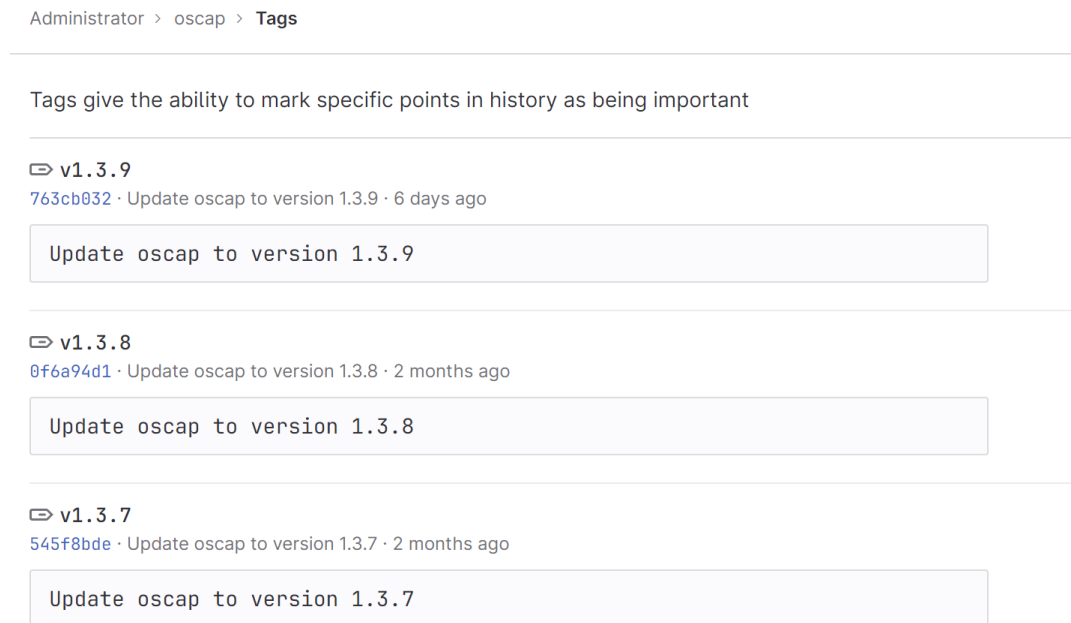 Administrator > oscap > Tags
Tags give the ability to mark specific points in history as being important
v1.3.9
763cb032 · Update oscap to version 1.3.9 · 6 days ago
Update oscap to version 1.3.9
v1.3.8
0f6a94d1 · Update oscap to version 1.3.8 · 2 months ago
Update oscap to version 1.3.8
v1.3.7
545f8bde · Update oscap to version 1.3.7 · 2 months ago
Update oscap to version 1.3.7